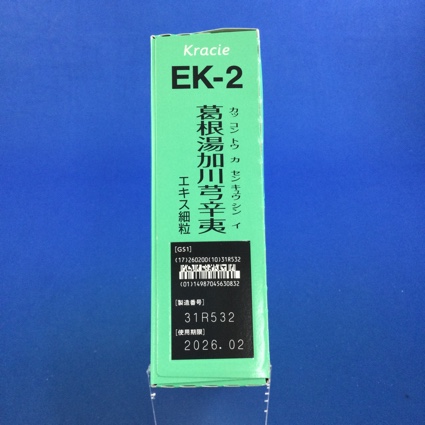 Kracie
EK-2
葛根湯加川芎辛夷
カッコントウカセンキュウシンイ
エキス細粒
[GS1]
(17)260200(10)31R532
(01)14987045630832
[製造番号]
31R532
[使用期限]
2026.02